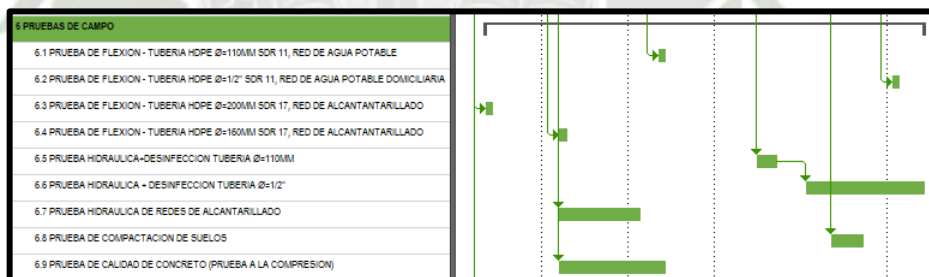 6 PRUEBAS DE CAMPO
6.1 PRUEBA DE FLEXION - TUBERIA HDPE Ø=110MM SDR 11, RED DE AGUA POTABLE
6.2 PRUEBA DE FLEXION - TUBERIA HDPE Ø=1/2" SDR 11, RED DE AGUA POTABLE DOMICILIARIA
6.3 PRUEBA DE FLEXION - TUBERIA HDPE Ø=200MM SDR 17, RED DE ALCANTANTARILLADO
6.4 PRUEBA DE FLEXION - TUBERIA HDPE Ø=160MM SDR 17, RED DE ALCANTANTARILLADO
6.5 PRUEBA HIDRAULICA+DESINFECCION TUBERIA Ø=110MM
6.6 PRUEBA HIDRAULICA + DESINFECCION TUBERIA Ø=1/2"
6.7 PRUEBA HIDRAULICA DE REDES DE ALCANTARILLADO
6.8 PRUEBA DE COMPACTACION DE SUELOS
6.9 PRUEBA DE CALIDAD DE CONCRETO (PRUEBA A LA COMPRESION)